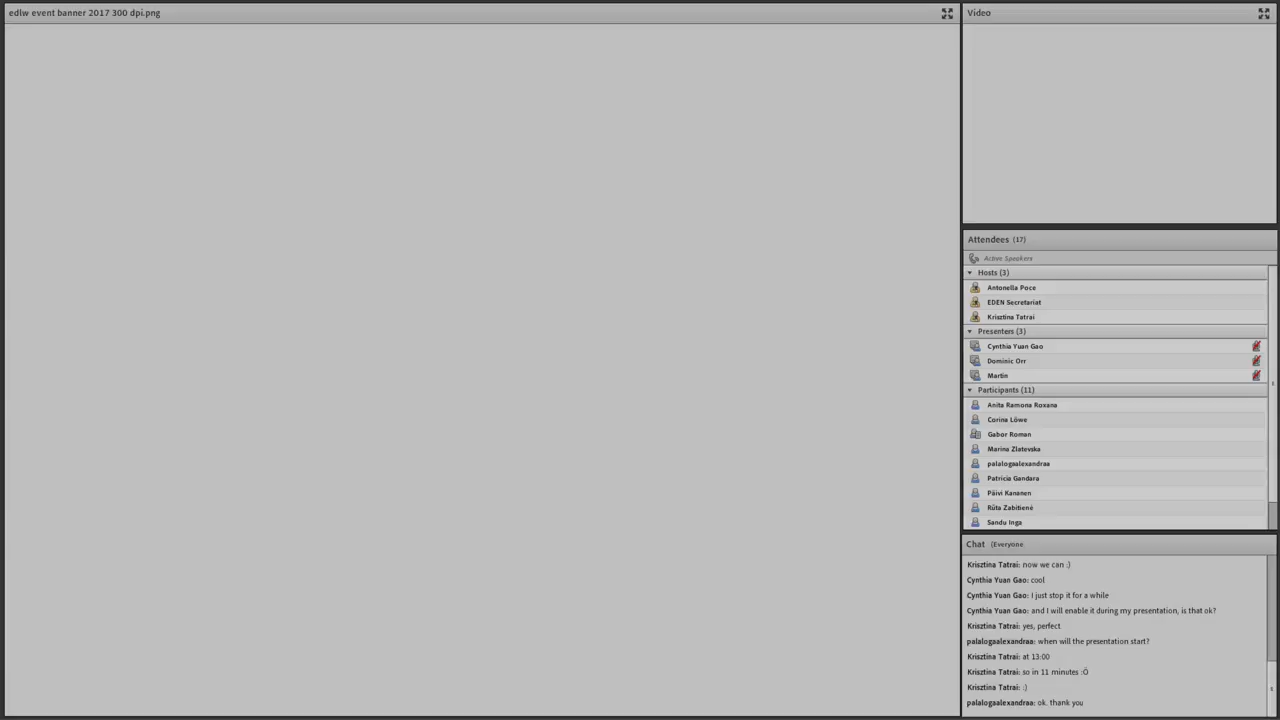 edlw event banner 2017 300 dpi.png
Video
Attendees (17)
Active Speakers
Hosts (3)
Antonella Poce
EDEN Secretariat
Krisztina Tatrai
Presenters (3)
Cynthia Yuan Gao
Dominic Orr
Martin
Participants (11)
Anita Ramona Roxana
Corina Löwe
Gabor Roman
Marina Zlatevska
palalogaalexandraa
Patricia Gandara
Päivi Kananen
Rūta Zabitienė
Sandu Inga
Chat (Everyone
Krisztina Tatrai: now we can :)
Cynthia Yuan Gao: cool
Cynthia Yuan Gao: I just stop it for a while
Cynthia Yuan Gao: and I will enable it during my presentation, is that ok?
Krisztina Tatrai: yes, perfect
palalogaalexandraa: when will the presentation start?
Krisztina Tatrai: at 13:00
Krisztina Tatrai: so in 11 minutes :Ö
Krisztina Tatrai: :)
palalogaalexandraa: ok. thank you